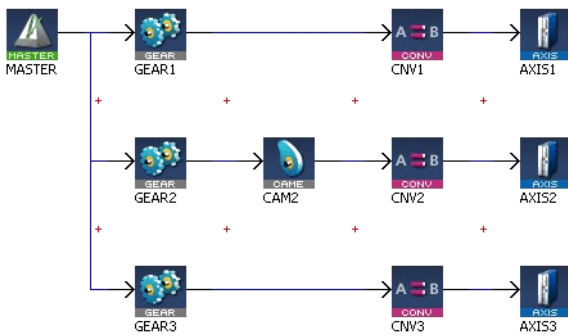 MASTER
GEAR
A B
CONV
AXIS
MASTER
GEAR1
CNV1
AXIS1
GEAR
CAME
A B
CONV
AXIS
GEAR2
CAM2
CNV2
AXIS2
GEAR
A B
CONV
AXIS
GEAR3
CNV3
AXIS3